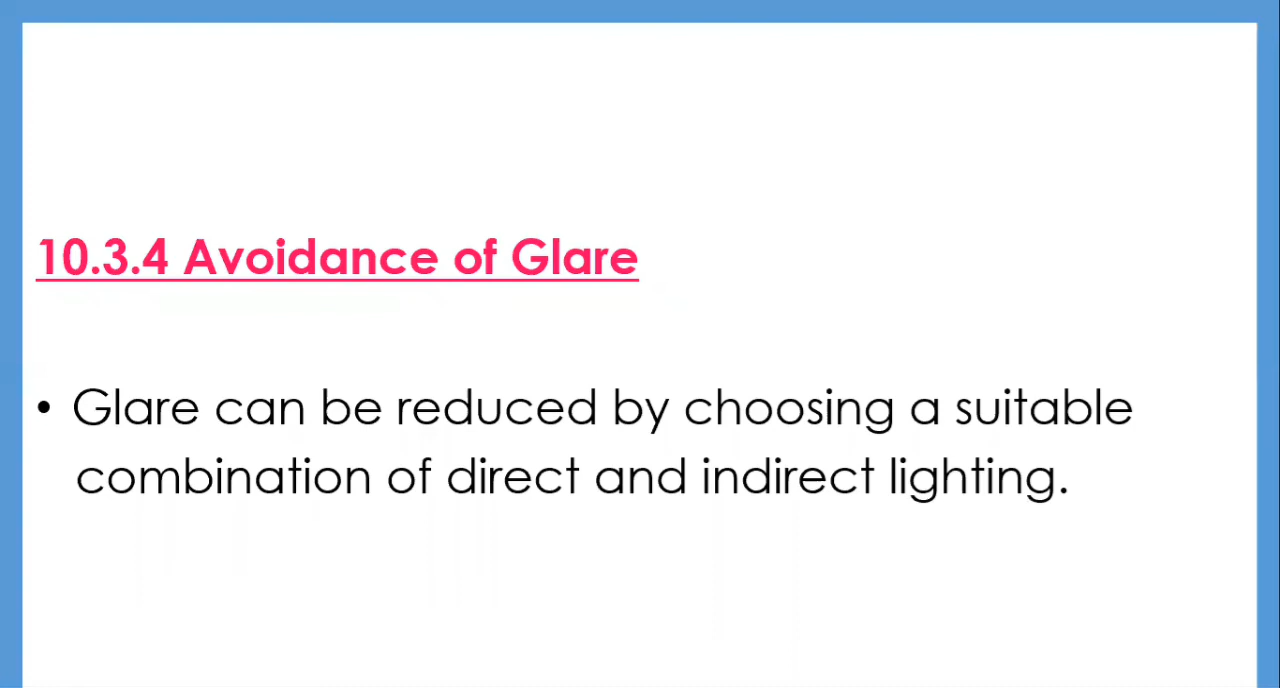 10.3.4 Avoidance of Glare
• Glare can be reduced by choosing a suitable
combination of direct and indirect lighting.